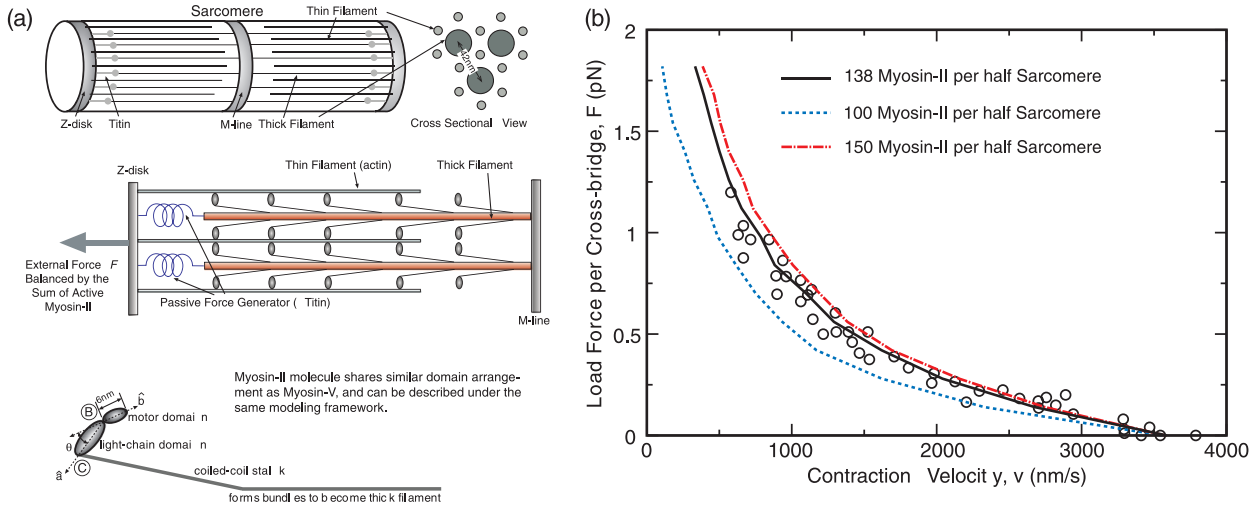 (a)
Sarcomere
Thin Filament
42nm
Z-disk
Titin
M-line
Thick Filament
Cross Sectional View
Z-disk
Thin Filament (actin)
Thick Filament
External Force F
Balanced by the
Sum of Active
Myosin-II
Passive Force Generator ( Titin)
M-line
Myosin-II molecule shares similar domain arrange-
ment as Myosin-V, and can be described under the
same modeling framework.
6nm
B
b̂
motor domai n
θ
light-chain domai n
C
â
coiled-coil stal k
forms bundl es to b ecome thic k filament
(b)
Load Force per Cross-bridge, F (pN)
2
1.5
1
0.5
0
138 Myosin-II per half Sarcomere
100 Myosin-II per half Sarcomere
150 Myosin-II per half Sarcomere
0 1000 2000 3000 4000
Contraction Velocit y, v (nm/s)